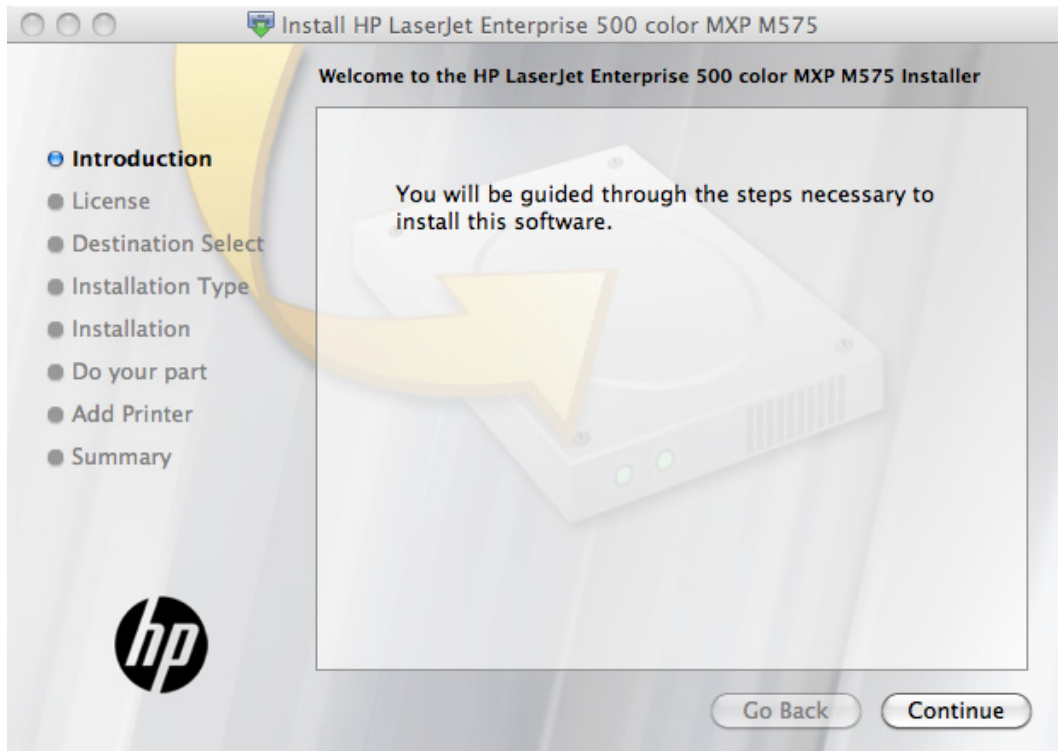 Install HP LaserJet Enterprise 500 color MXP M575
Welcome to the HP LaserJet Enterprise 500 color MXP M575 Installer
Introduction
License
Destination Select
Installation Type
Installation
Do your part
Add Printer
Summary
You will be guided through the steps necessary to
install this software.
hp
Go Back
Continue